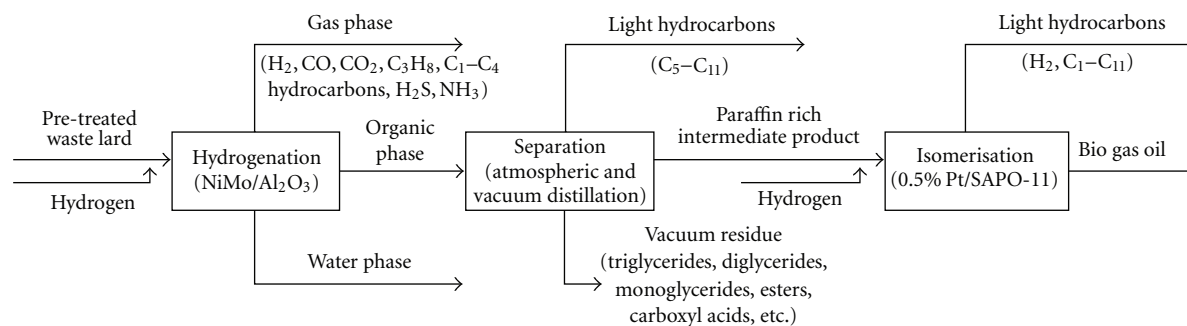 Gas phase
(H₂, CO, CO₂, C₃H₈, C₁–C₄
hydrocarbons, H₂S, NH₃)
Light hydrocarbons
(C₅–C₁₁)
Light hydrocarbons
(H₂, C₁–C₁₁)
Pre-treated
waste lard
Hydrogen
Hydrogenation
(NiMo/Al₂O₃)
Organic
phase
Separation
(atmospheric and
vacuum distillation)
Paraffin rich
intermediate product
Hydrogen
Isomerisation
(0.5% Pt/SAPO-11)
Bio gas oil
Water phase
Vacuum residue
(triglycerides, diglycerides,
monoglycerides, esters,
carboxyl acids, etc.)